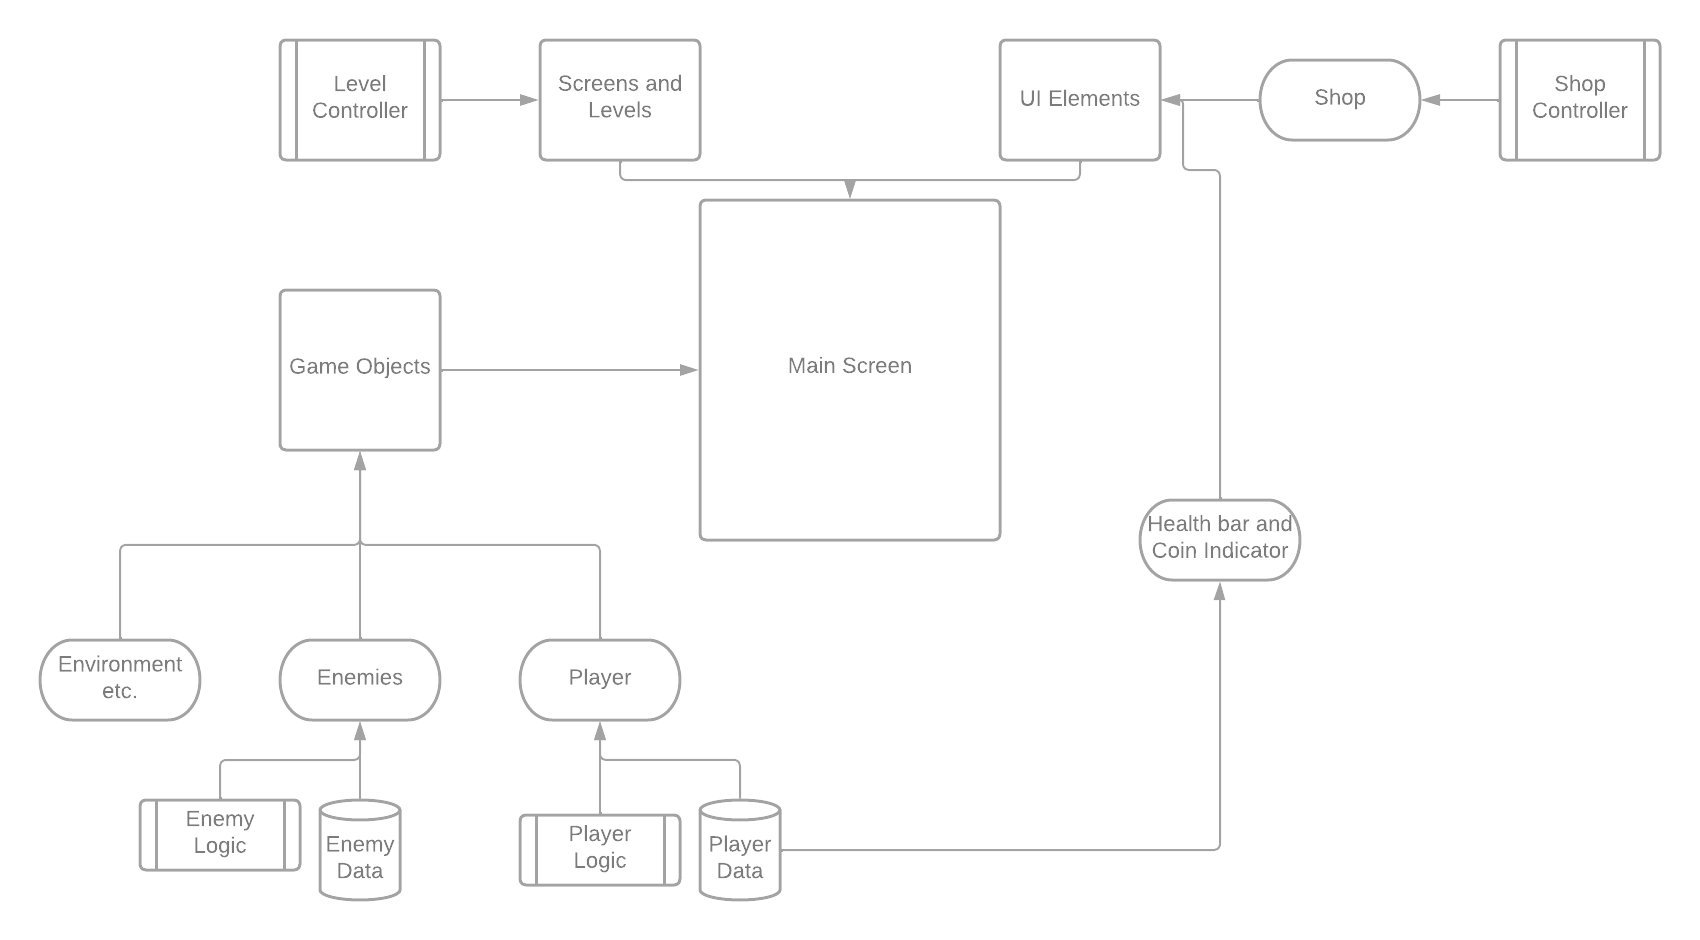 Level
Controller
Screens and
Levels
UI Elements
Shop
Shop
Controller
Game Objects
Main Screen
Health bar and
Coin Indicator
Environment
etc.
Enemies
Player
Enemy
Logic
Enemy
Data
Player
Logic
Player
Data